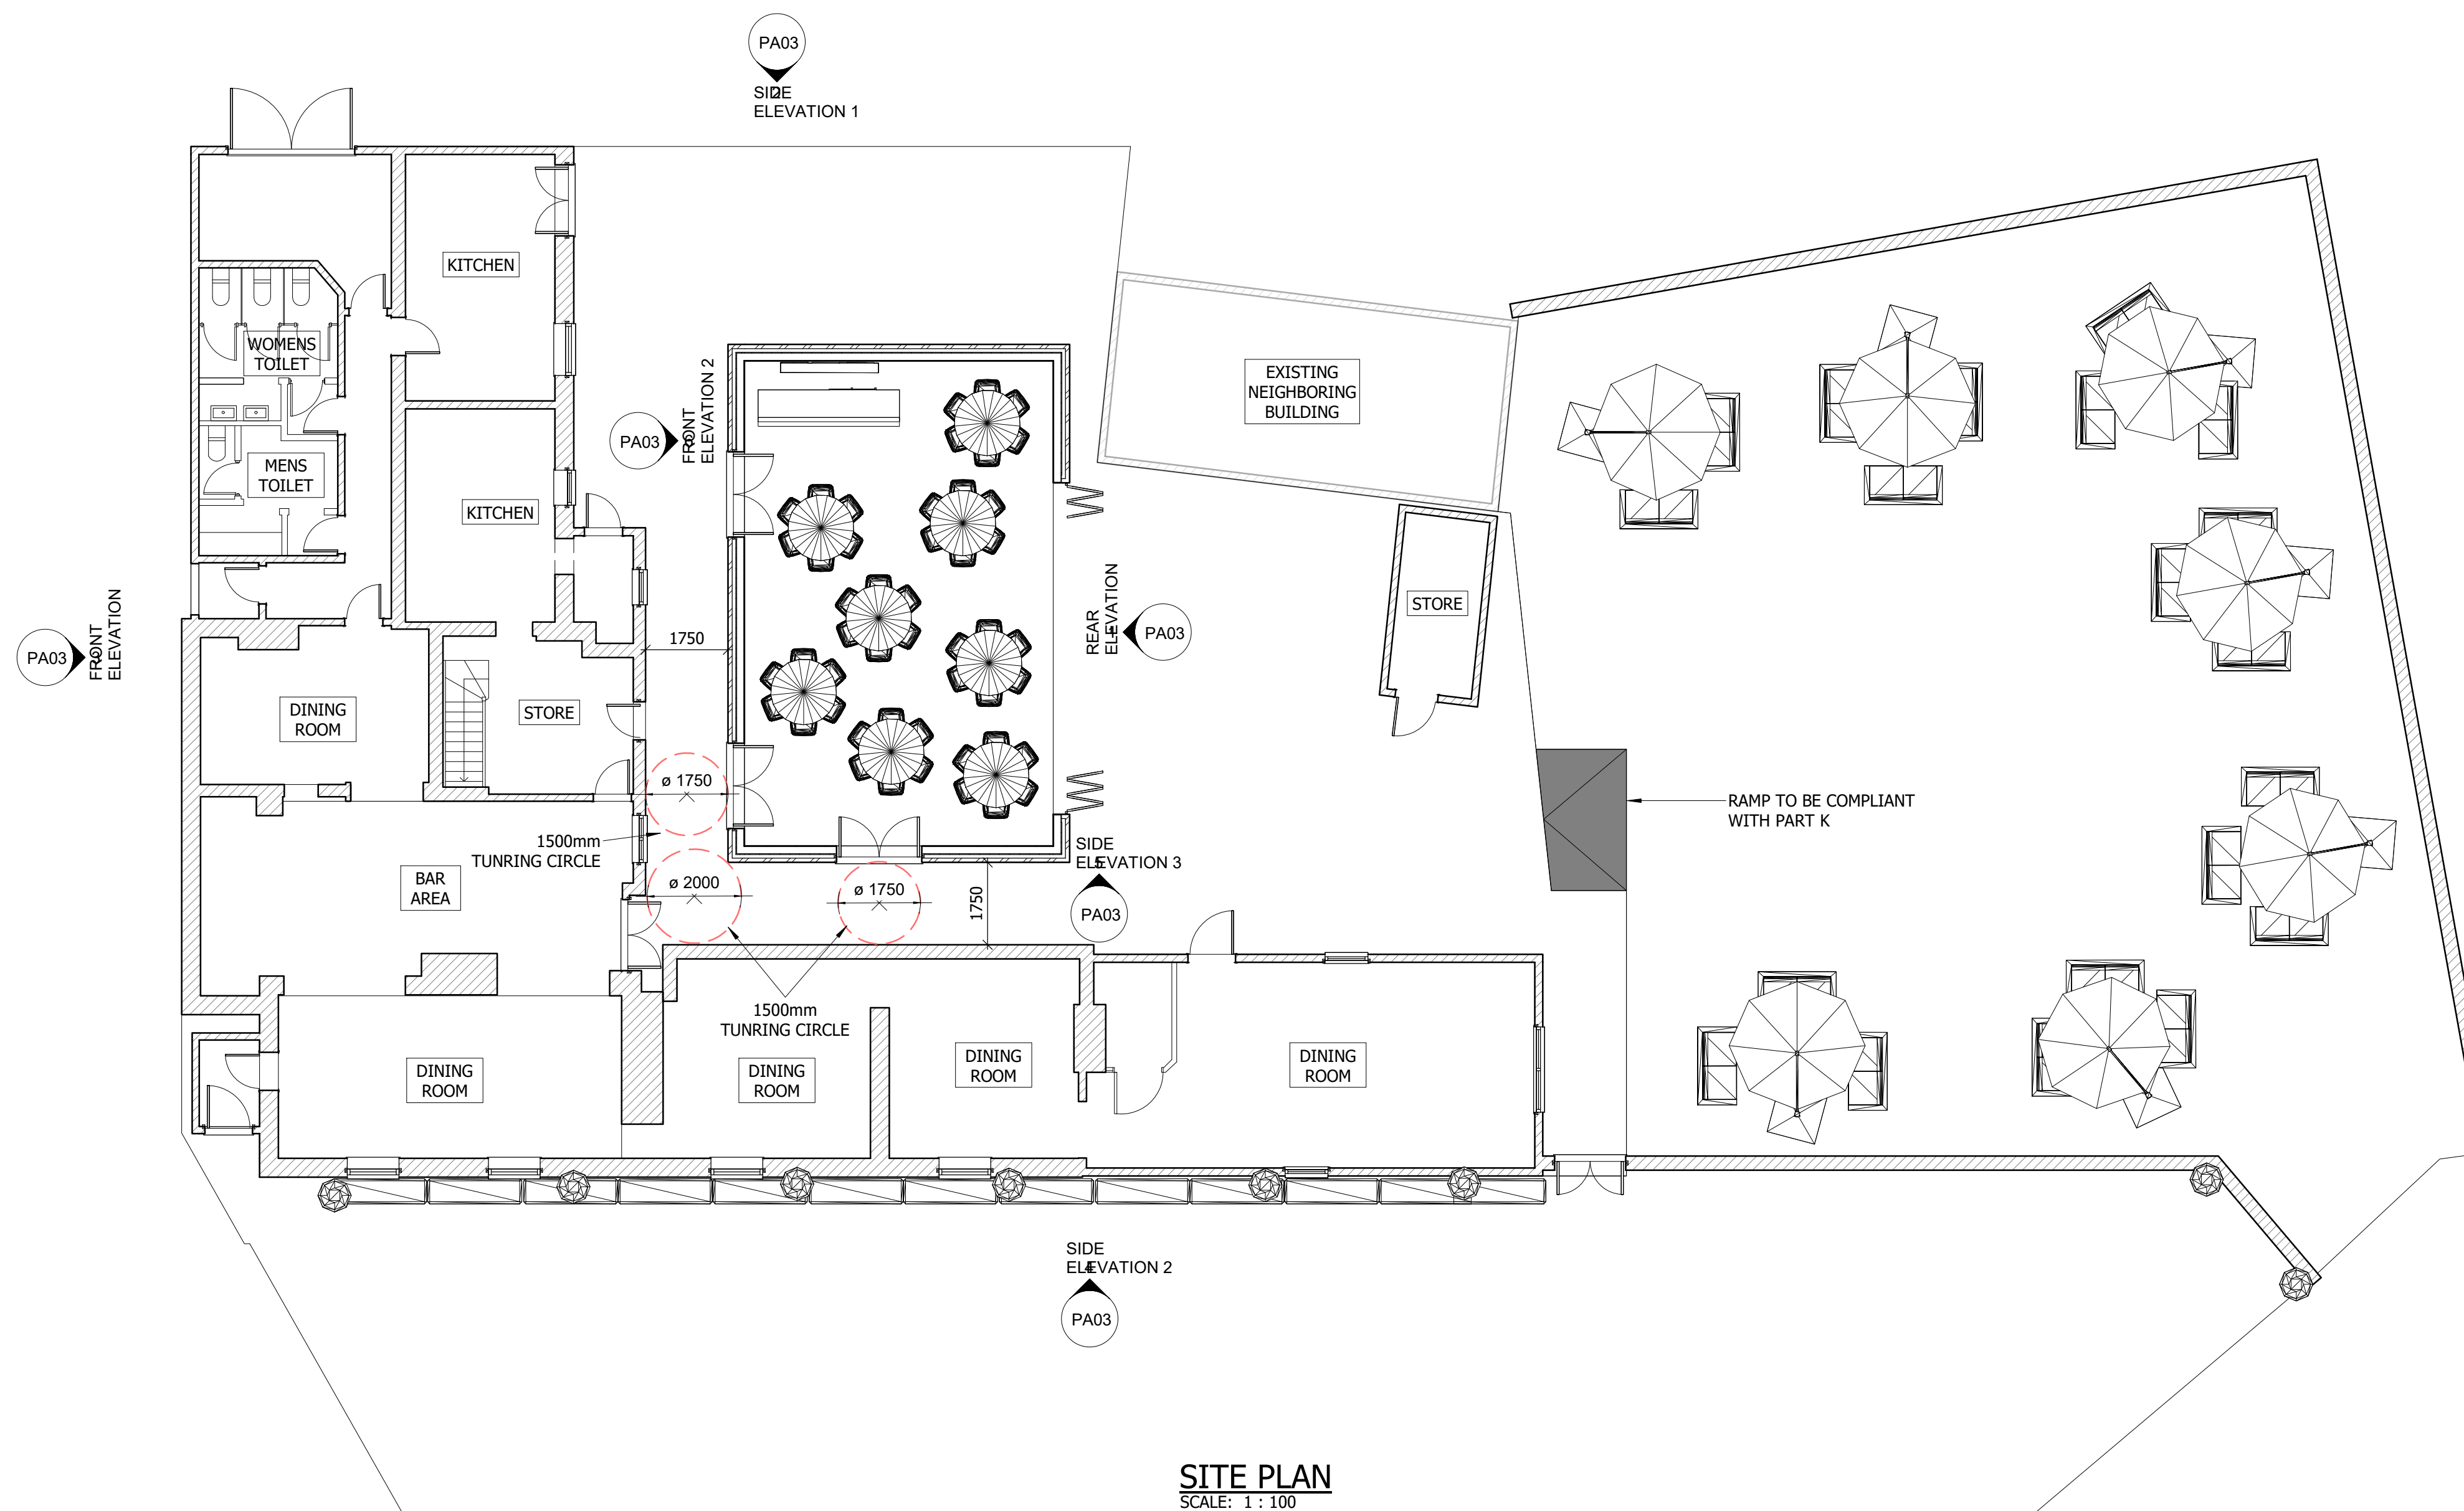 PA03
SIDE
2
ELEVATION 1
KITCHEN
WOMENS
TOILET
MENS
TOILET
KITCHEN
PA03
FRONT
ELEVATION 2
EXISTING
NEIGHBORING
BUILDING
STORE
PA03
FRONT
ELEVATION
REAR
ELEVATION
PA03
1750
DINING
ROOM
STORE
ø 1750
1500mm
TUNRING CIRCLE
RAMP TO BE COMPLIANT
WITH PART K
BAR
AREA
ø 2000
ø 1750
1750
SIDE
ELEVATION 3
5
PA03
1500mm
TUNRING CIRCLE
DINING
ROOM
DINING
ROOM
DINING
ROOM
DINING
ROOM
SIDE
ELEVATION 2
4
PA03
SITE PLAN
SCALE: 1 : 100